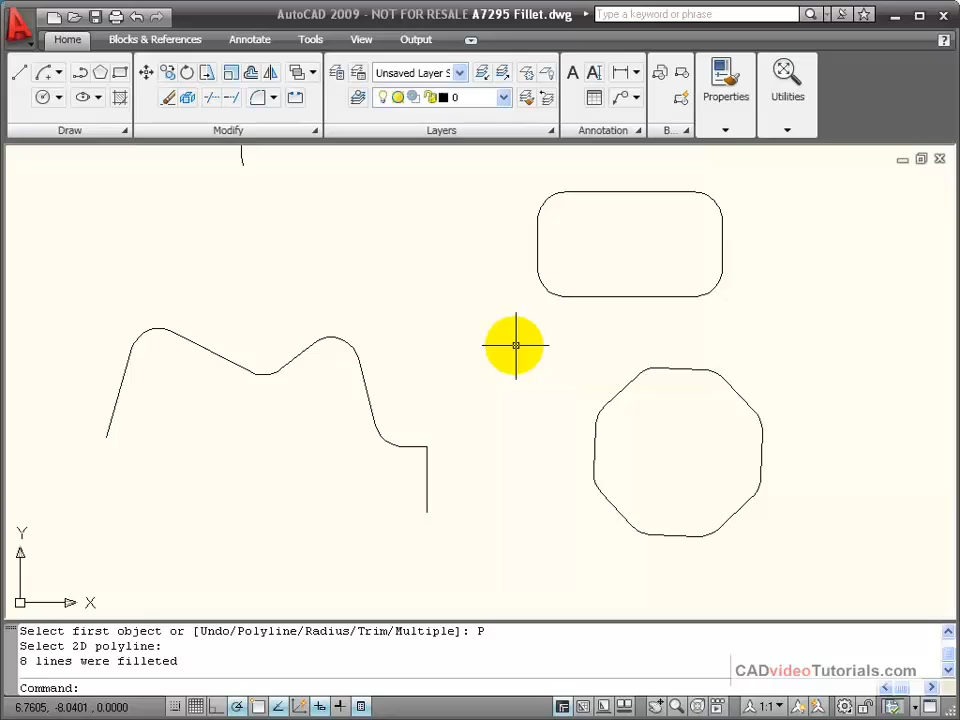 AutoCAD 2009 - NOT FOR RESALE A7295 Fillet.dwg
Type a keyword or phrase
Home Blocks & References Annotate Tools View Output
Unsaved Layer S
0
Properties
Utilities
Draw Modify Layers Annotation B...
Y
X
Select first object or [Undo/Polyline/Radius/Trim/Multiple]: P
Select 2D polyline:
8 lines were filleted
Command:
CADvideoTutorials.com
6.7605, -8.0401 , 0.0000
1:1